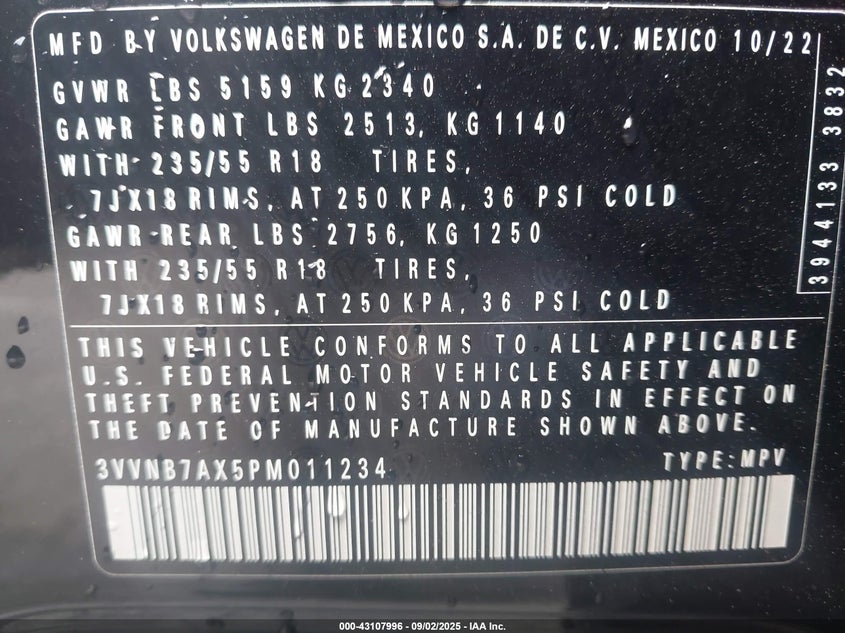 MFD BY VOLKSWAGEN DE MEXICO S.A. DE C.V. MEXICO 10/22
GVWR LBS 5159 KG 2340
GAWR FRONT LBS 2513, KG 1140
WITH 235/55 R18 TIRES,
7JX18 RIMS, AT 250 KPA, 36 PSI COLD
GAWR REAR LBS 2756, KG 1250
WITH 235/55 R18 TIRES,
7JX18 RIMS, AT 250 KPA, 36 PSI COLD
3944133 3832
THIS VEHICLE CONFORMS TO ALL APPLICABLE
U.S. FEDERAL MOTOR VEHICLE SAFETY AND
THEFT PREVENTION STANDARDS IN EFFECT ON
THE DATE OF MANUFACTURE SHOWN ABOVE.
3VVNB7AX5PM011234 TYPE: MPV
000-43107996 - 09/02/2025 - IAA Inc.